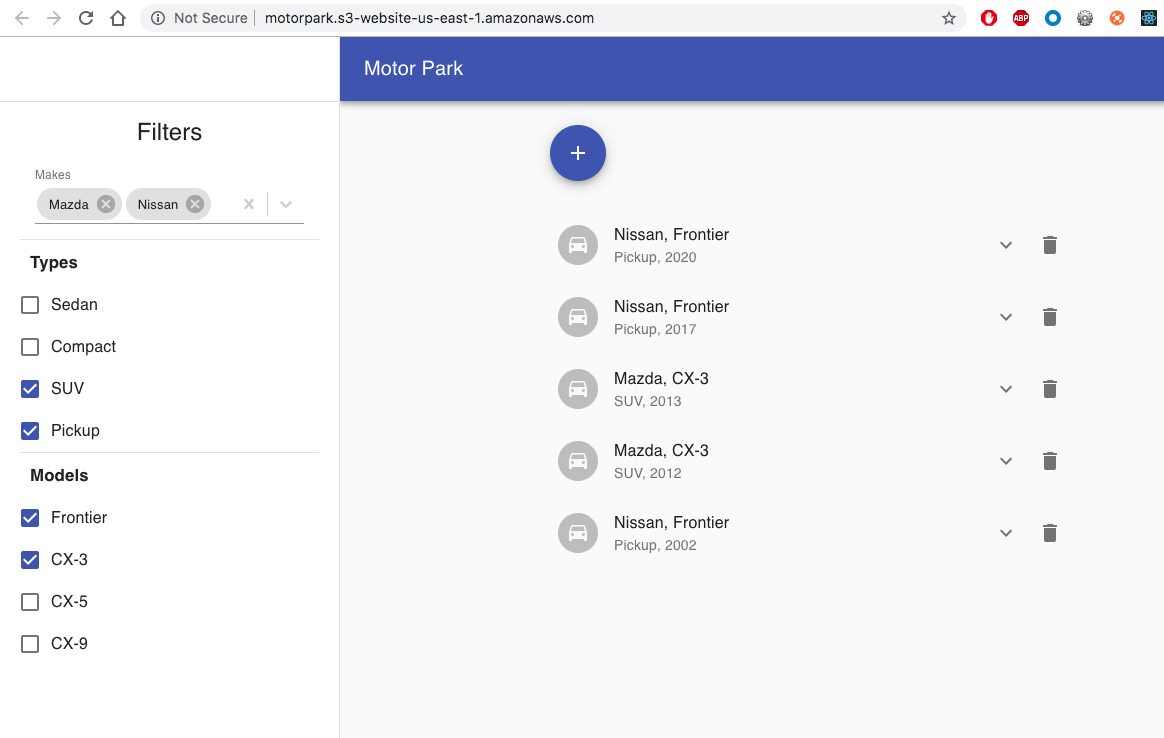 Not Secure | motorpark.s3-website-us-east-1.amazonaws.com
ABP
Motor Park
Filters
Makes
Mazda Nissan
Types
Sedan
Compact
SUV
Pickup
Models
Frontier
CX-3
CX-5
CX-9
Nissan, Frontier
Pickup, 2020
Nissan, Frontier
Pickup, 2017
Mazda, CX-3
SUV, 2013
Mazda, CX-3
SUV, 2012
Nissan, Frontier
Pickup, 2002